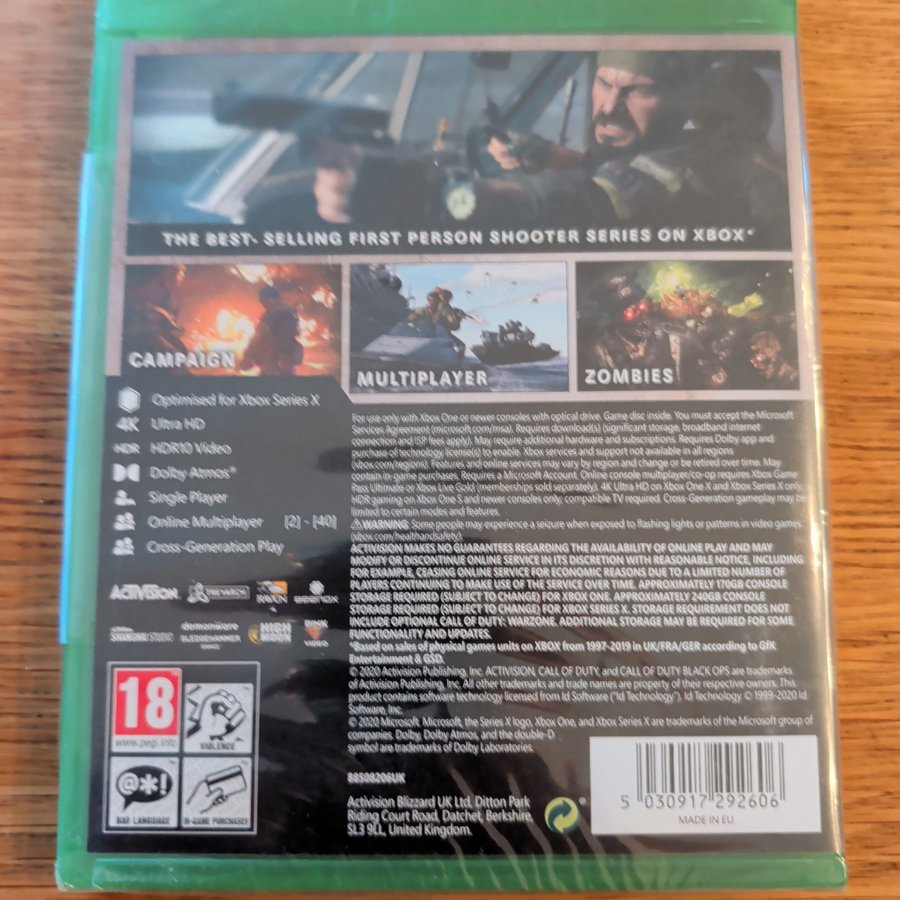 THE BEST- SELLING FIRST PERSON SHOOTER SERIES ON XBOX*
CAMPAIGN
MULTIPLAYER
ZOMBIES
Optimised for Xbox Series X
4K Ultra HD
HDR HDR10 Video
Dolby Atmos®
Single Player
Online Multiplayer [2] - [40]
Cross-Generation Play
For use only with Xbox One or newer consoles with optical drive. Game disc inside. You must accept the Microsoft
Services Agreement (microsoft.com/msa). Requires download(s) (significant storage, broadband internet
connection and ISP fees apply). May require additional hardware and subscriptions. Requires Dolby app and
purchase of technology license(s) to enable. Xbox services and support not available in all regions
(xbox.com/regions). Features and online services may vary by region and change or be retired over time. May
contain in-game purchases. Requires a Microsoft Account. Online console multiplayer/co-op requires Xbox Game
Pass Ultimate or Xbox Live Gold (memberships sold separately). 4K Ultra HD on Xbox One X and Xbox Series X only.
HDR gaming on Xbox One S and newer consoles only; compatible TV required. Cross-Generation gameplay may be
limited to certain modes and features.
⚠ WARNING: Some people may experience a seizure when exposed to flashing lights or patterns in video games.
(xbox.com/healthandsafety).
ACTIVISION MAKES NO GUARANTEES REGARDING THE AVAILABILITY OF ONLINE PLAY AND MAY
MODIFY OR DISCONTINUE ONLINE SERVICE IN ITS DISCRETION WITH REASONABLE NOTICE, INCLUDING
FOR EXAMPLE, CEASING ONLINE SERVICE FOR ECONOMIC REASONS DUE TO A LIMITED NUMBER OF
PLAYERS CONTINUING TO MAKE USE OF THE SERVICE OVER TIME. APPROXIMATELY 170GB CONSOLE
STORAGE REQUIRED (SUBJECT TO CHANGE) FOR XBOX ONE. APPROXIMATELY 240GB CONSOLE
STORAGE REQUIRED (SUBJECT TO CHANGE) FOR XBOX SERIES X. STORAGE REQUIREMENT DOES NOT
INCLUDE OPTIONAL CALL OF DUTY: WARZONE. ADDITIONAL STORAGE MAY BE REQUIRED FOR SOME
FUNCTIONALITY AND UPDATES.
*Based on sales of physical games units on XBOX from 1997-2019 in UK/FRA/GER according to GfK
Entertainment & GSD.
© 2020 Activision Publishing, Inc. ACTIVISION, CALL OF DUTY, and CALL OF DUTY BLACK OPS are trademarks
of Activision Publishing, Inc. All other trademarks and trade names are property of their respective owners. This
product contains software technology licensed from Id Software ("Id Technology"). Id Technology © 1999-2020 Id
Software, Inc.
© 2020 Microsoft. Microsoft, the Series X logo, Xbox One, and Xbox Series X are trademarks of the Microsoft group of
companies. Dolby, Dolby Atmos, and the double-D
symbol are trademarks of Dolby Laboratories.
ACTIVISION TREYARCH RAVEN BEENOX
SHANGHAI STUDIO demonware SLEDGEHAMMER GAMES HIGH MOON BINK VIDEO
18
www.pegi.info
VIOLENCE
@*!
BAD LANGUAGE
IN-GAME PURCHASES
88508206UK
Activision Blizzard UK Ltd, Ditton Park
Riding Court Road, Datchet, Berkshire,
SL3 9LL, United Kingdom.
5 030917 292606
MADE IN EU